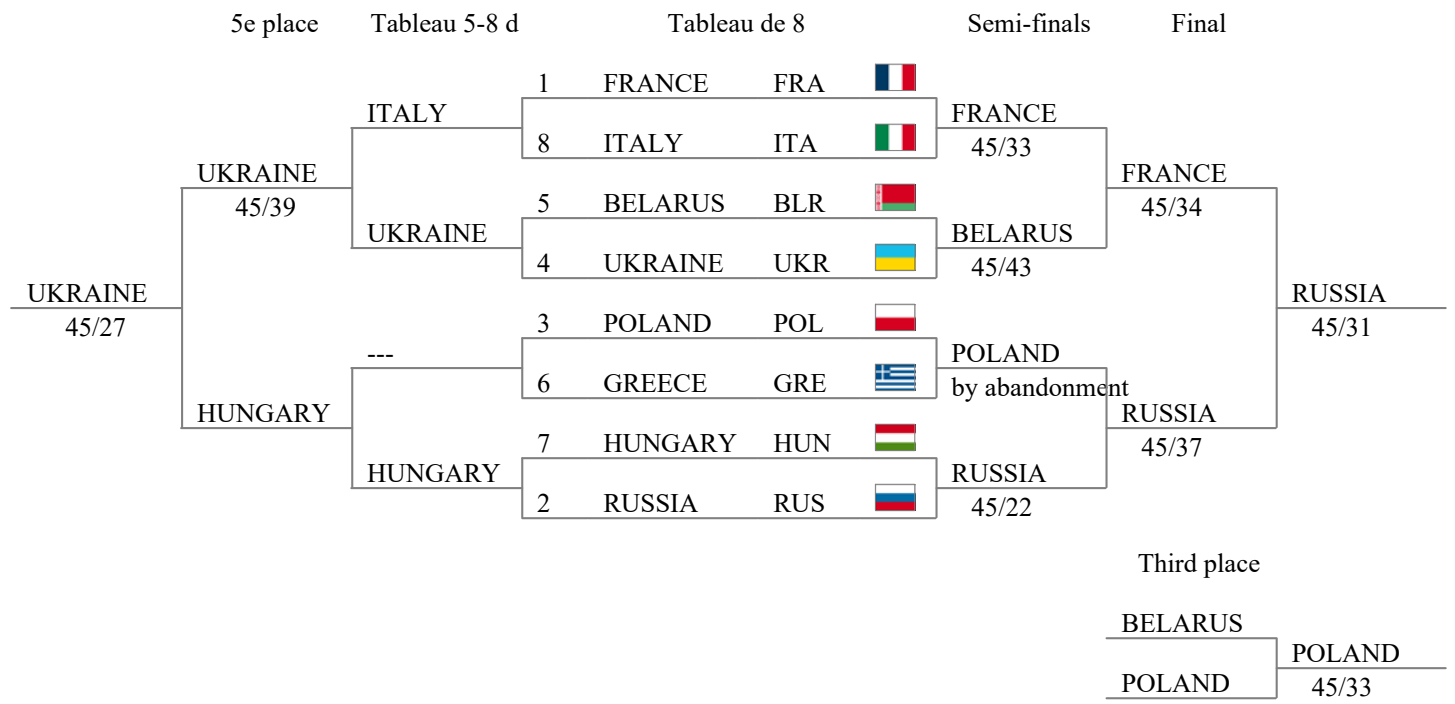 5e place Tableau 5-8 d Tableau de 8 Semi-finals Final
1 FRANCE FRA
ITALY FRANCE
8 ITALY ITA 45/33
UKRAINE FRANCE
45/39 5 BELARUS BLR 45/34
UKRAINE BELARUS
4 UKRAINE UKR 45/43
UKRAINE RUSSIA
45/27 3 POLAND POL 45/31
--- POLAND
6 GREECE GRE by abandonment
HUNGARY RUSSIA
7 HUNGARY HUN 45/37
HUNGARY RUSSIA
2 RUSSIA RUS 45/22
Third place
BELARUS
POLAND
POLAND 45/33